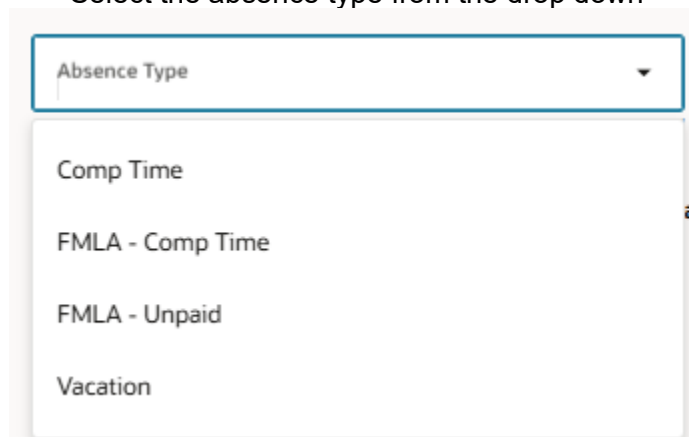 Select the absence type from the drop down
Absence Type
Comp Time
FMLA - Comp Time
FMLA - Unpaid
Vacation